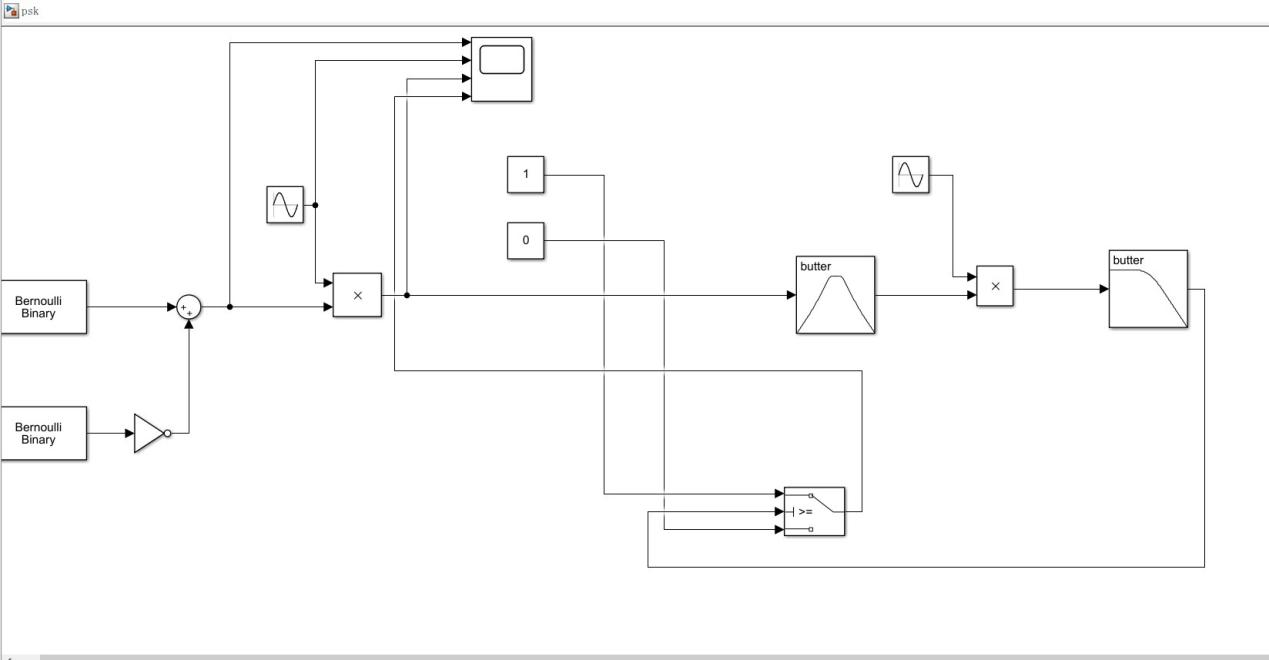 psk
1
0
butter
butter
Bernoulli
Binary
×
×
Bernoulli
Binary
>=